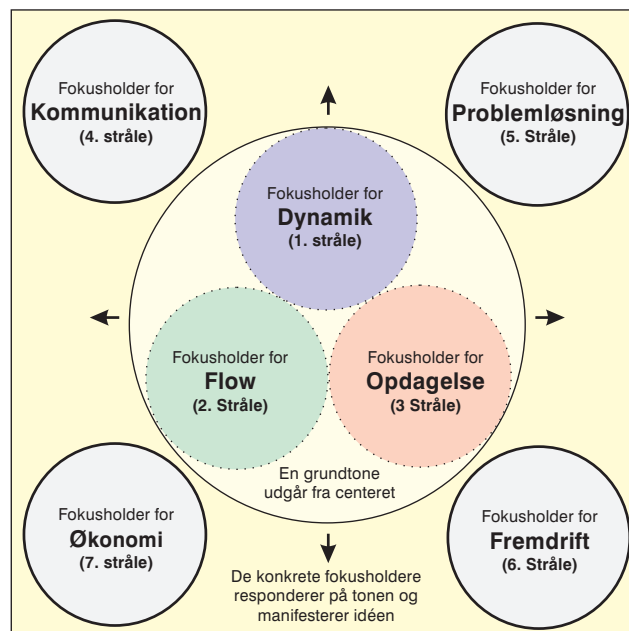 Fokusholder for
Kommunikation
(4. stråle)
Fokusholder for
Problemløsning
(5. Stråle)
Fokusholder for
Dynamik
(1. stråle)
Fokusholder for
Flow
(2. Stråle)
Fokusholder for
Opdagelse
(3 Stråle)
En grundtone
udgår fra centeret
Fokusholder for
Økonomi
(7. stråle)
Fokusholder for
Fremdrift
(6. Stråle)
De konkrete fokusholdere
responderer på tonen og
manifesterer idéen